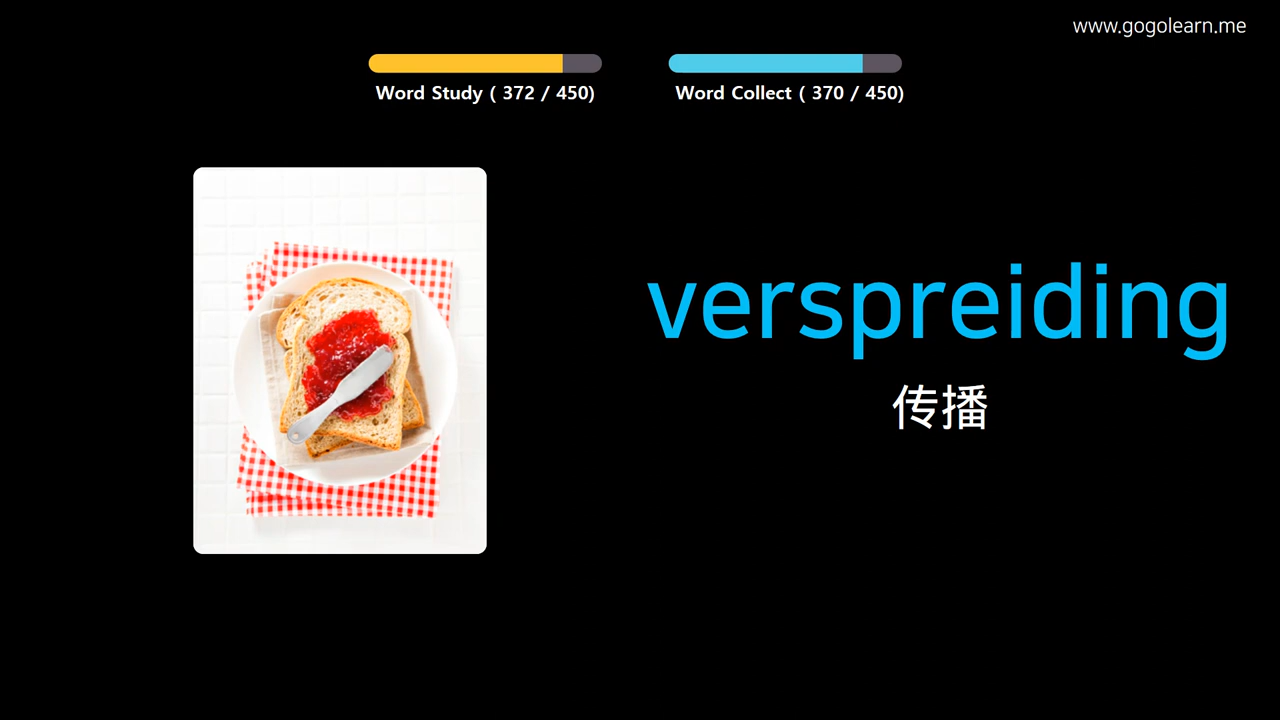 www.gogolearn.me
Word Study ( 372 / 450)
Word Collect ( 370 / 450)
verspreiding
传播